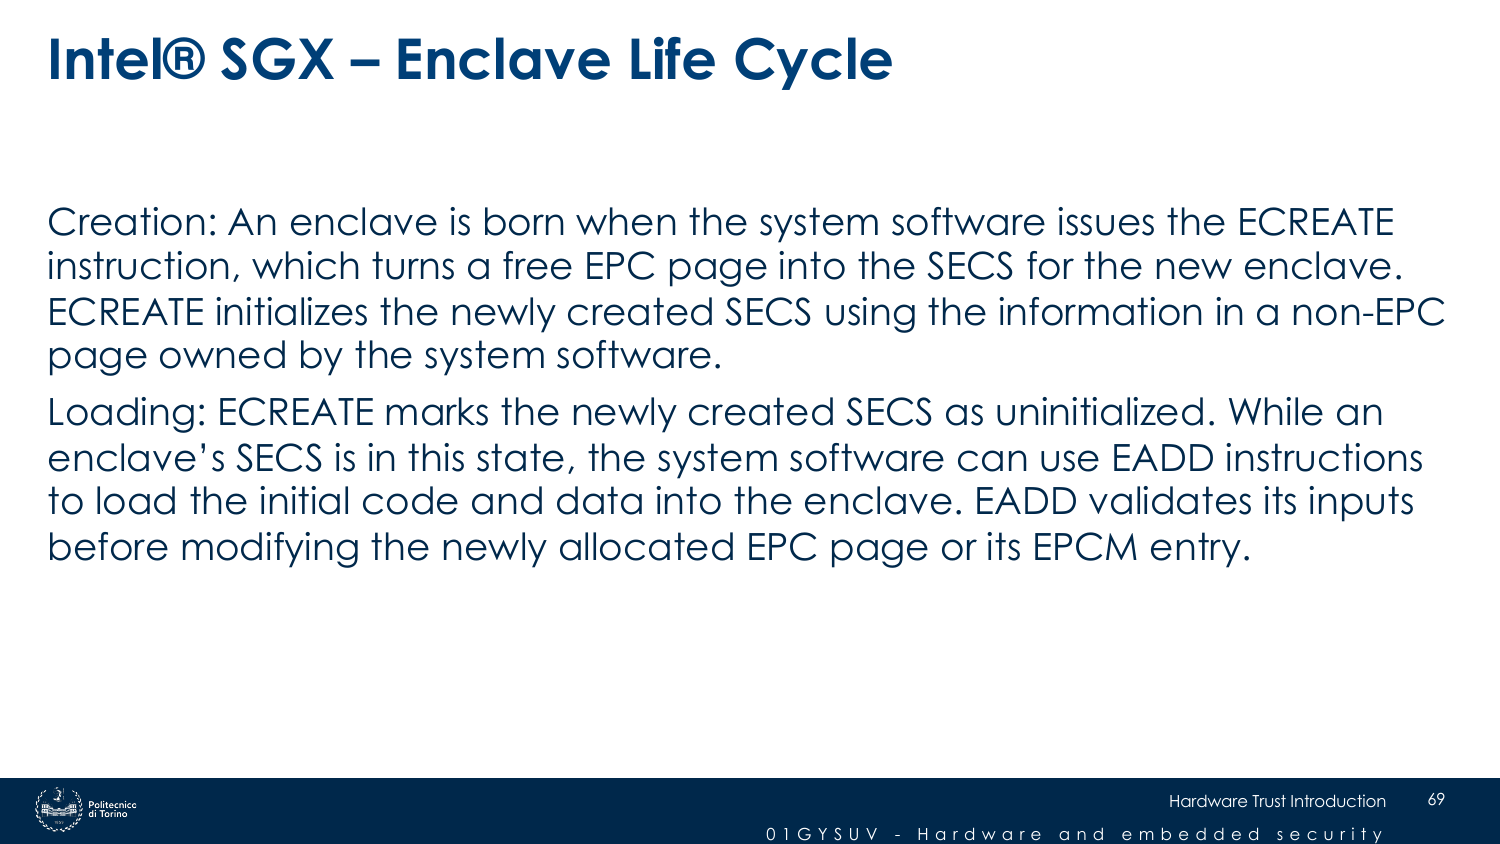 Intel® SGX – Enclave Life Cycle
Creation: An enclave is born when the system software issues the ECREATE
instruction, which turns a free EPC page into the SECS for the new enclave.
ECREATE initializes the newly created SECS using the information in a non-EPC
page owned by the system software.
Loading: ECREATE marks the newly created SECS as uninitialized. While an
enclave’s SECS is in this state, the system software can use EADD instructions
to load the initial code and data into the enclave. EADD validates its inputs
before modifying the newly allocated EPC page or its EPCM entry.
Politecnico
di Torino
Hardware Trust Introduction
69
01GYSUV - Hardware and embedded security